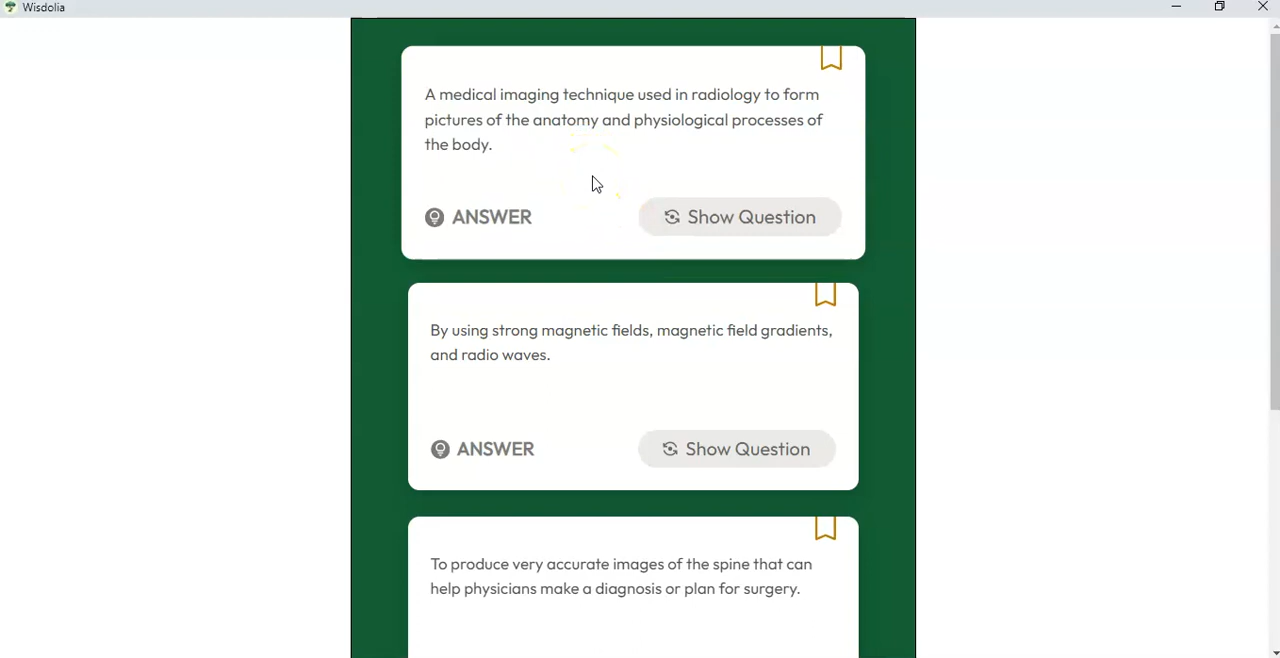 Wisdolia
A medical imaging technique used in radiology to form
pictures of the anatomy and physiological processes of
the body.
ANSWER
Show Question
By using strong magnetic fields, magnetic field gradients,
and radio waves.
ANSWER
Show Question
To produce very accurate images of the spine that can
help physicians make a diagnosis or plan for surgery.